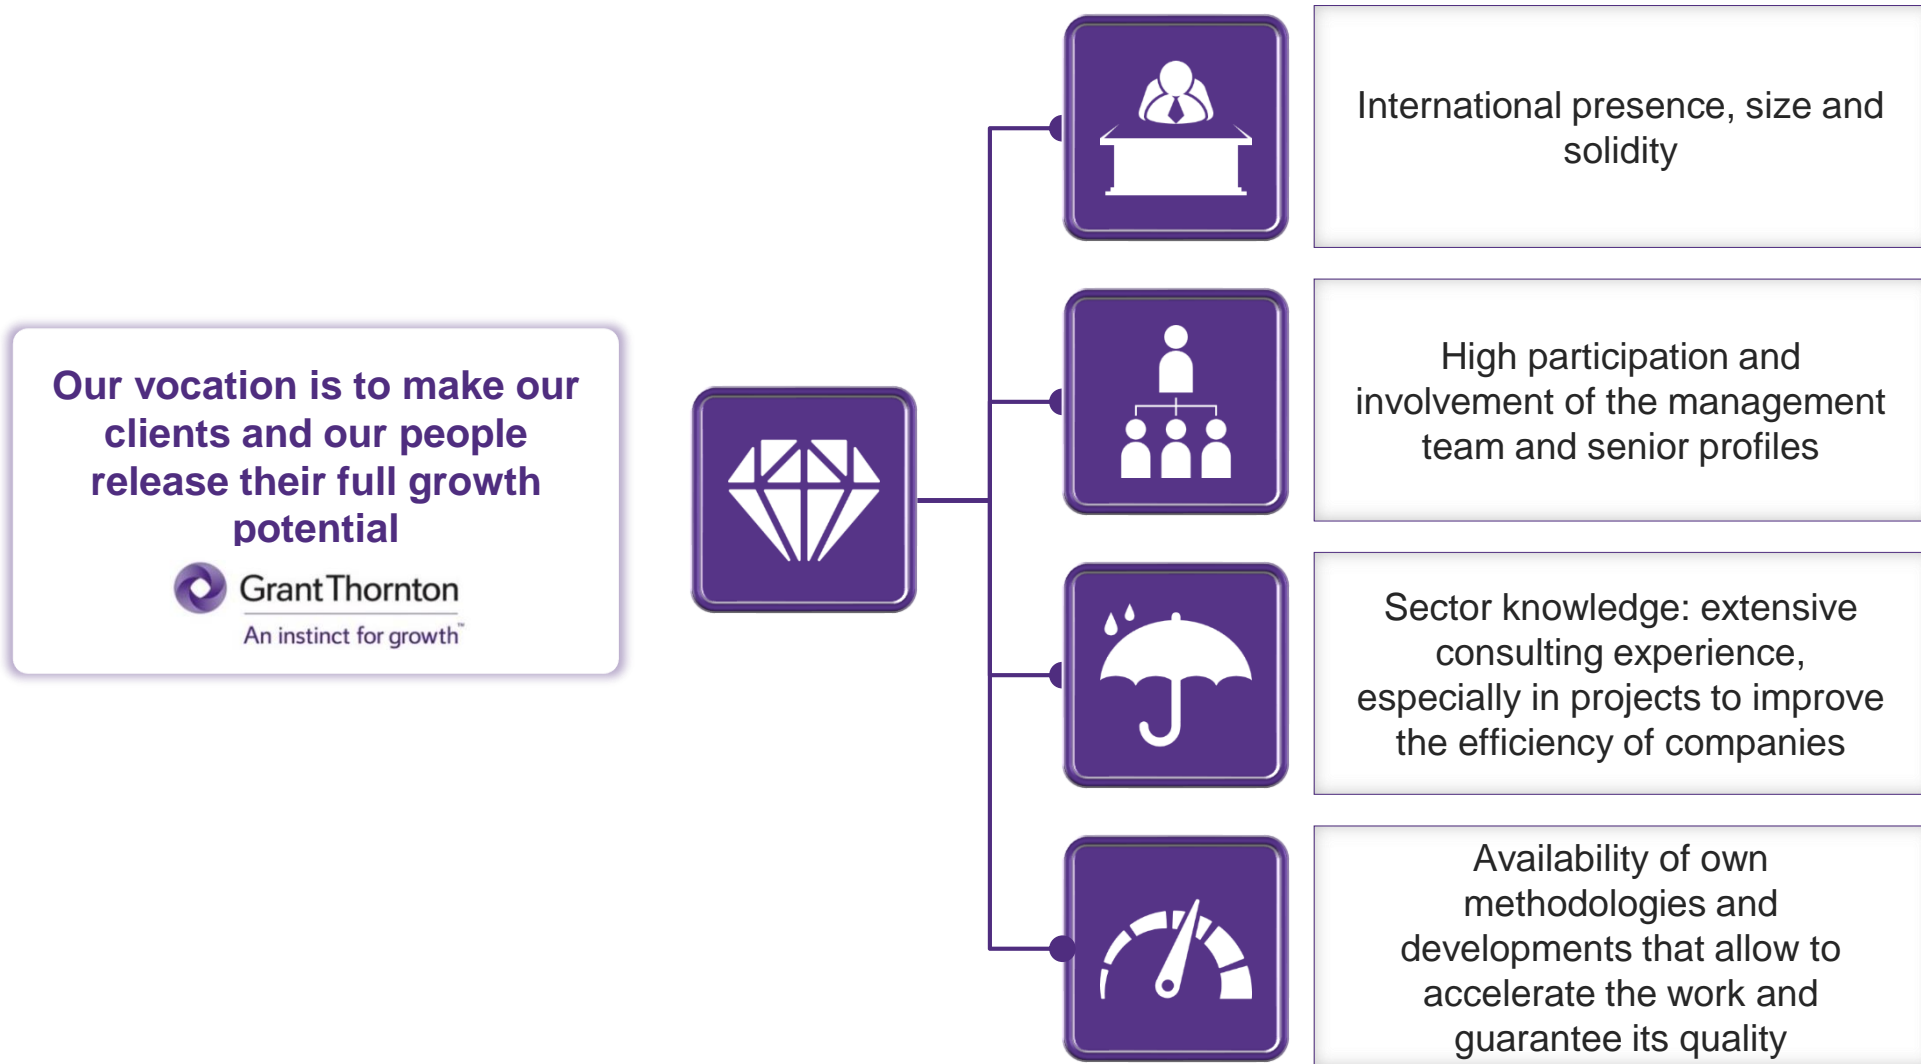 Our vocation is to make our
clients and our people
release their full growth
potential
Grant Thornton
An instinct for growth™
International presence, size and
solidity
High participation and
involvement of the management
team and senior profiles
Sector knowledge: extensive
consulting experience,
especially in projects to improve
the efficiency of companies
Availability of own
methodologies and
developments that allow to
accelerate the work and
guarantee its quality